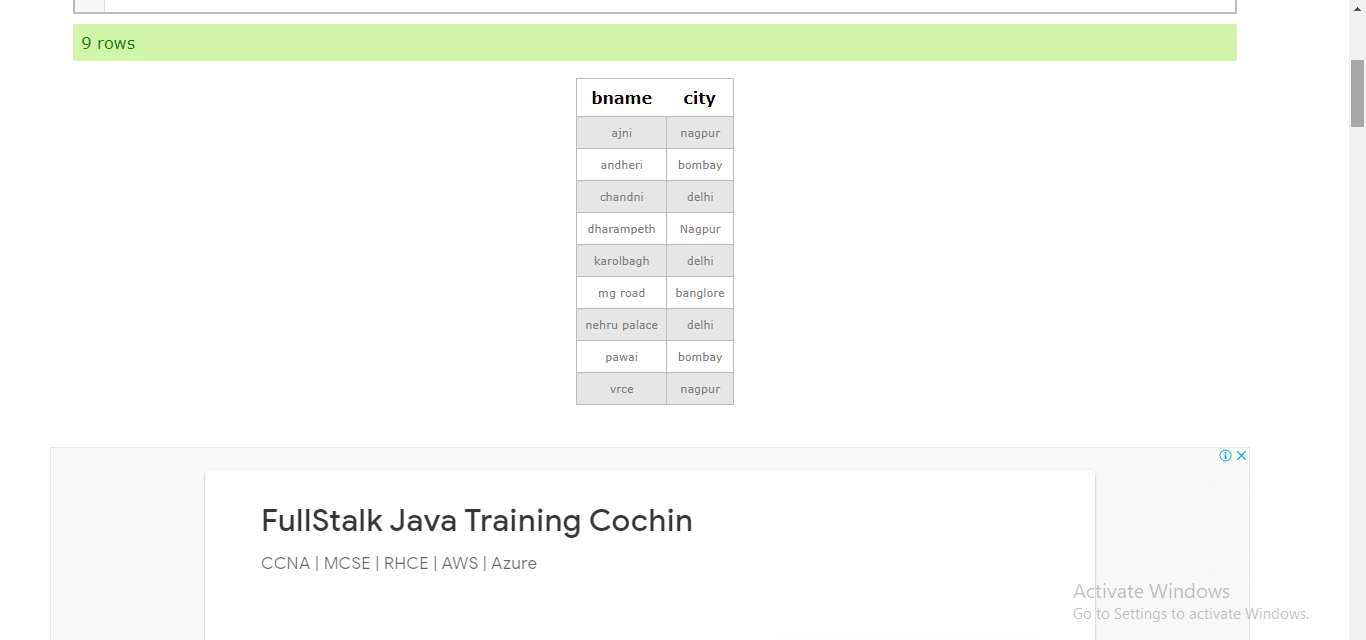 9 rows
bname city
ajni nagpur
andheri bombay
chandni delhi
dharampeth Nagpur
karolbagh delhi
mg road banglore
nehru palace delhi
pawai bombay
vrce nagpur
FullStalk Java Training Cochin
CCNA | MCSE | RHCE | AWS | Azure
Activate Windows
Go to Settings to activate Windows.